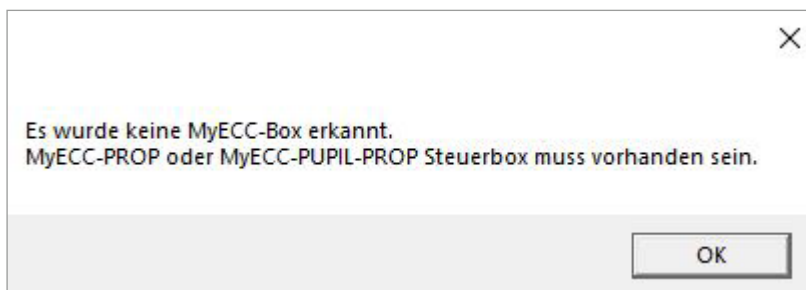 Es wurde keine MyECC-Box erkannt.
MyECC-PROP oder MyECC-PUPIL-PROP Steuerbox muss vorhanden sein.
OK